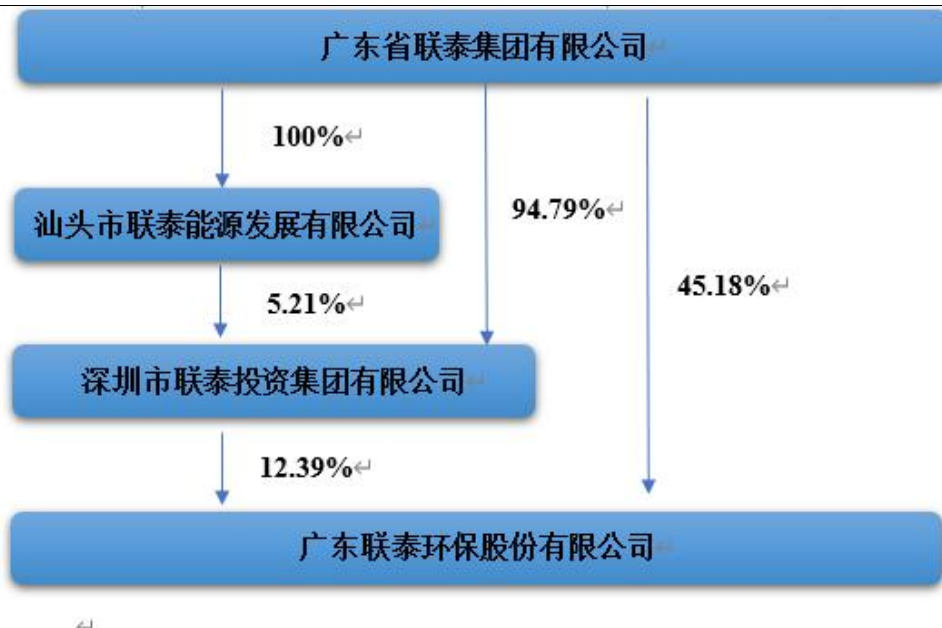 广东省联泰集团有限公司
100%
汕头市联泰能源发展有限公司
94.79%
45.18%
5.21%
深圳市联泰投资集团有限公司
12.39%
广东联泰环保股份有限公司